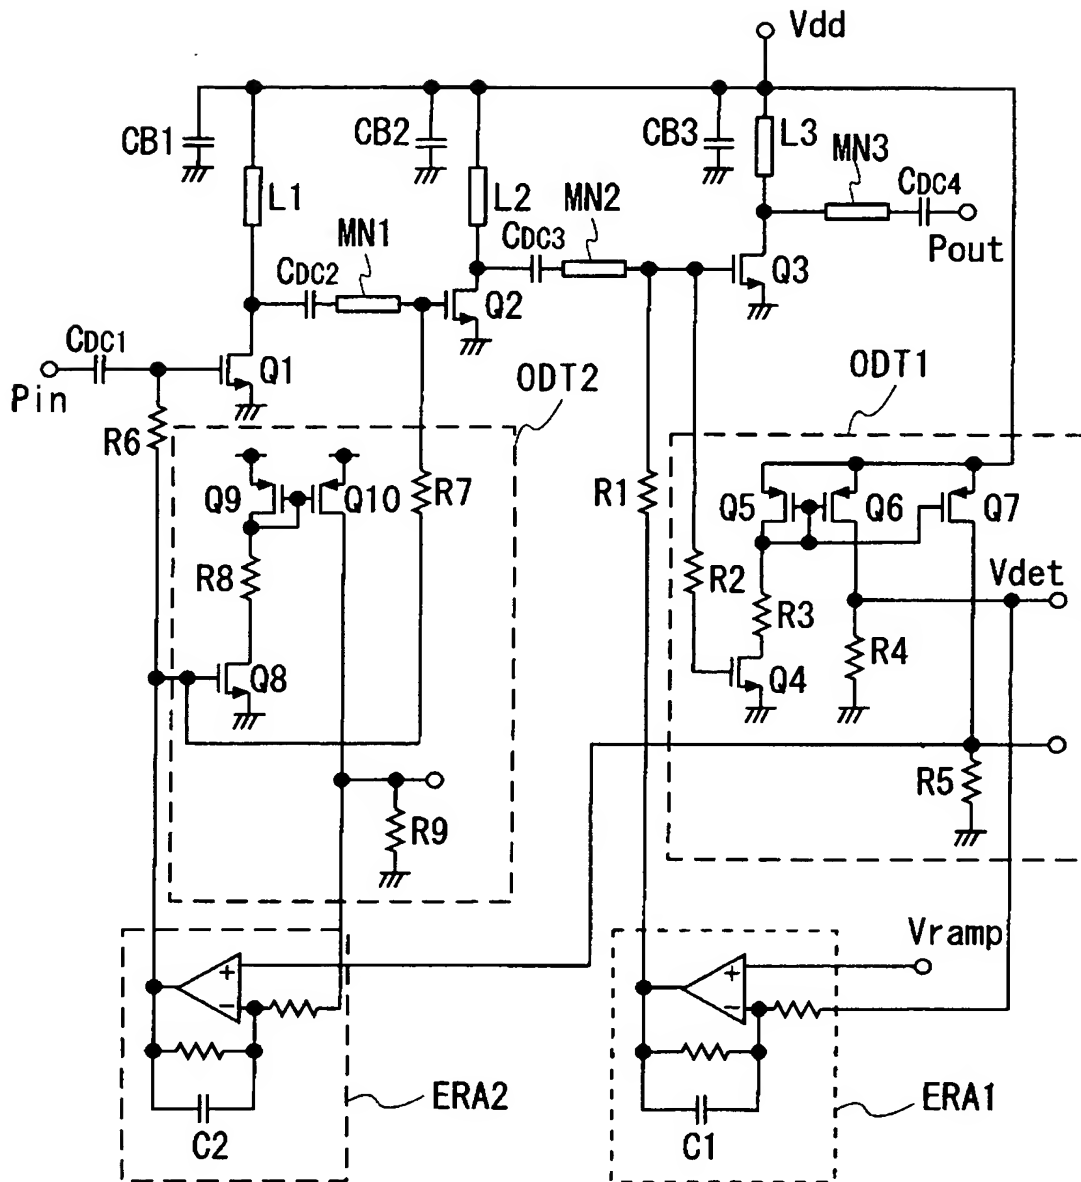 Vdd
CB1
CB2
CB3
L1
L2
L3
MN1
MN2
MN3
CDC1
CDC2
CDC3
CDC4
Pin
Pout
Q1
Q2
Q3
ODT2
ODT1
R6
Q9
Q10
R7
R1
Q5
Q6
Q7
R8
R2
R3
Vdet
Q8
Q4
R4
R9
R5
Vramp
+
−
+
−
ERA2
ERA1
C2
C1